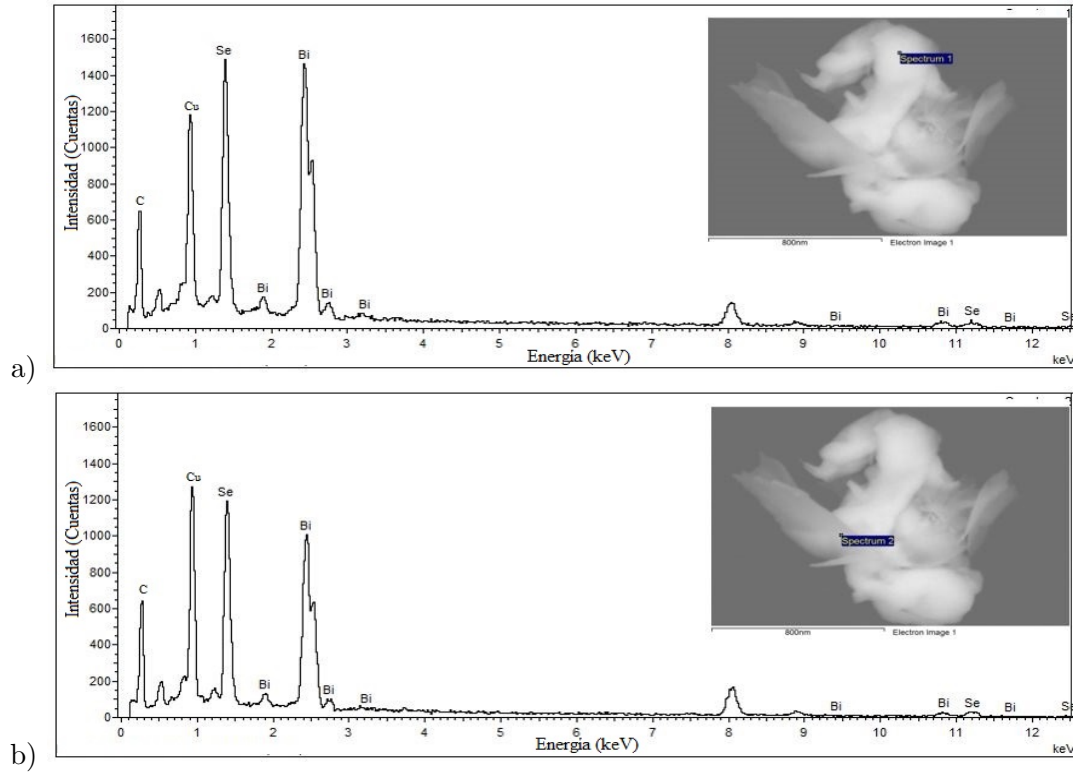 1600
1400
1200
1000
800
600
400
200
0
Intensidad (Cuentas)
C
Cu
Se
Bi
Bi
Bi
Bi
Bi
Bi
Se
Bi
0 1 2 3 4 5 6 7 8 9 10 11 12
Energia (keV)
keV
Spectrum 1
800nm
Electron Image 1
a)
1600
1400
1200
1000
800
600
400
200
0
Intensidad (Cuentas)
C
Cu
Se
Bi
Bi
Bi
Bi
Bi
Bi
Se
Bi
0 1 2 3 4 5 6 7 8 9 10 11 12
Energía (keV)
keV
Spectrum 2
800nm
Electron Image 1
b)